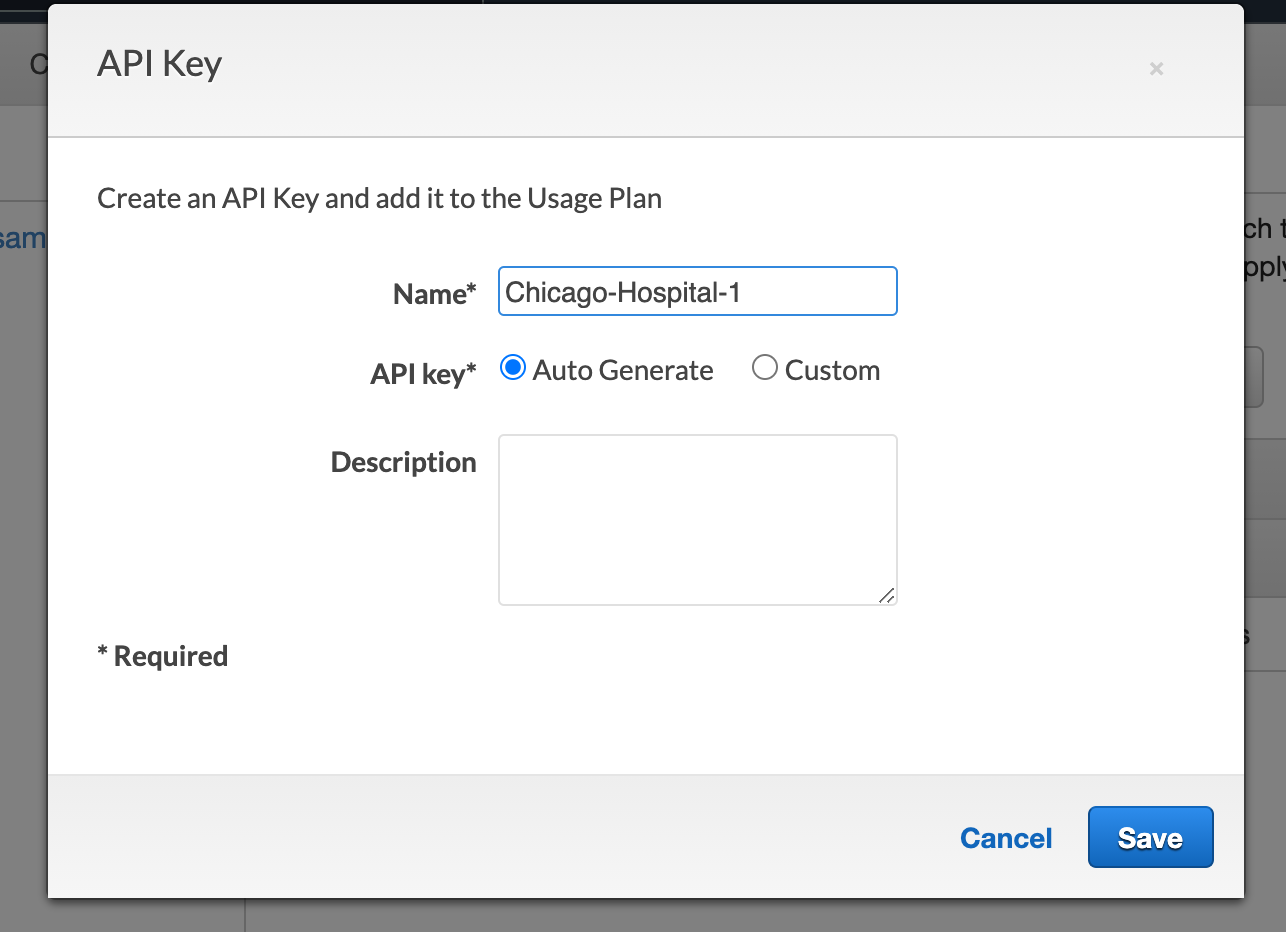 API Key
×
Create an API Key and add it to the Usage Plan
Name* Chicago-Hospital-1
API key* Auto Generate Custom
Description
* Required
Cancel Save